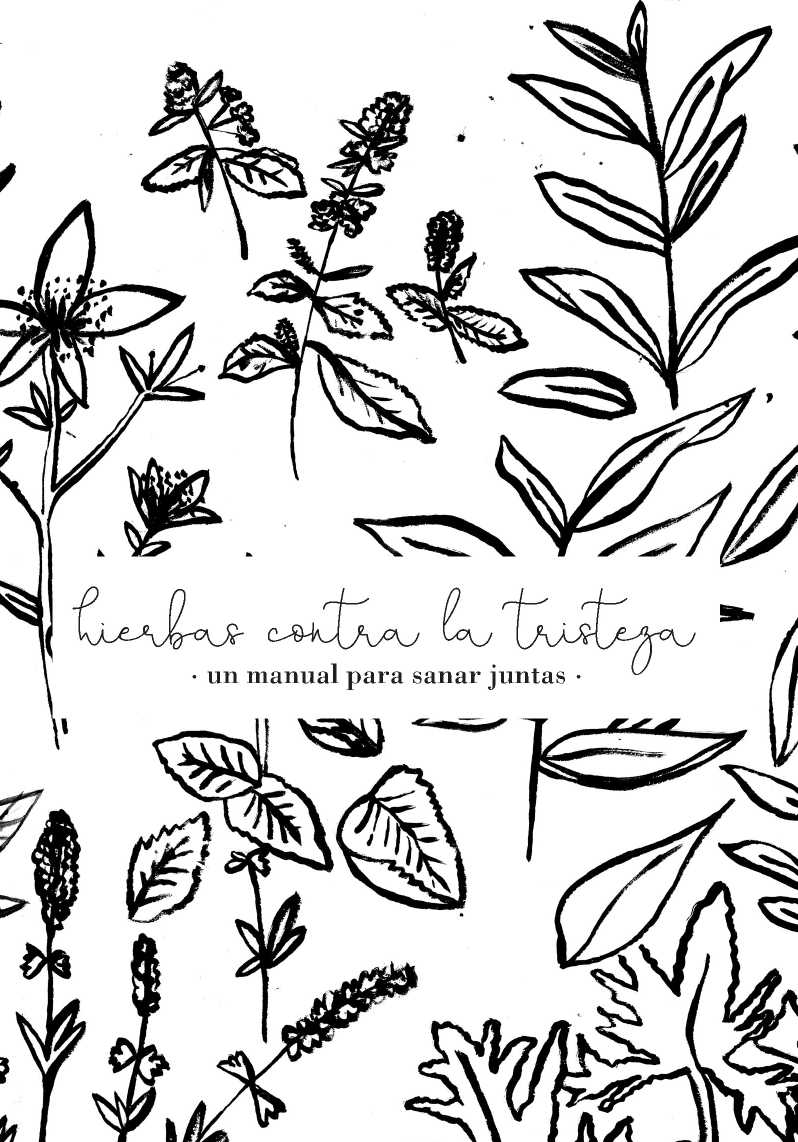 hierbas contra la tristeza
· un manual para sanar juntas ·